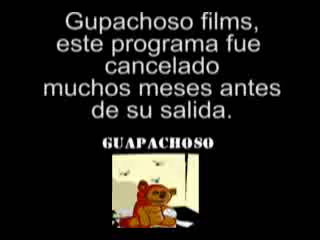 Gupachoso films,
este programa fue
cancelado
muchos meses antes
de su salida.
GUAPACHOSO